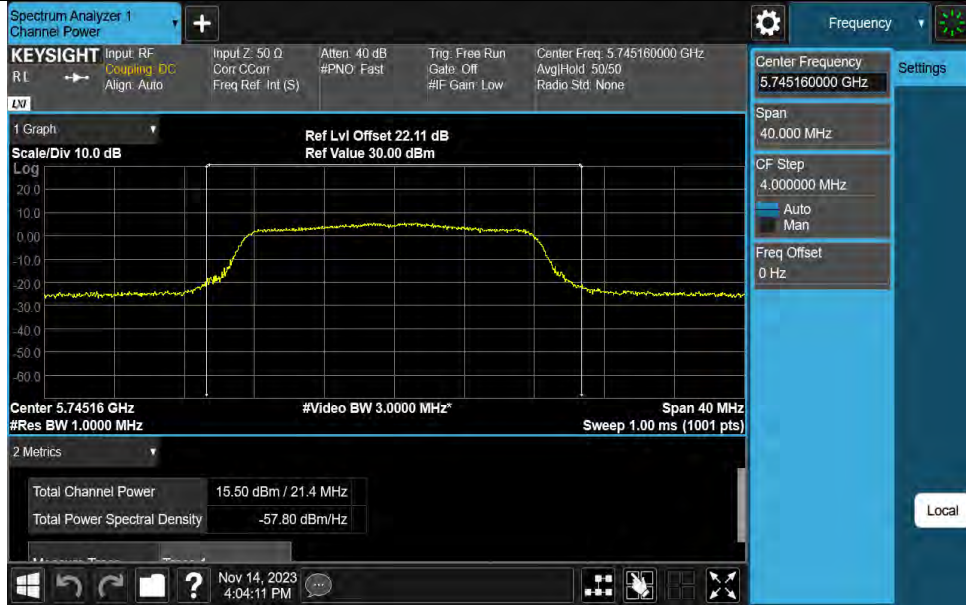 Spectrum Analyzer 1
Channel Power
+
Frequency
KEYSIGHT
RL
LXI
Input: RF
Coupling: DC
Align: Auto
Input Z: 50 Ω
Corr CCorr
Freq Ref: Int (S)
Atten: 40 dB
#PNO: Fast
Trig: Free Run
Gate: Off
#IF Gain: Low
Center Freq: 5.745160000 GHz
Avg|Hold: 50/50
Radio Std: None
Center Frequency
5.745160000 GHz
Settings
Span
40.000 MHz
CF Step
4.000000 MHz
Auto
Man
Freq Offset
0 Hz
Local
1 Graph
Scale/Div 10.0 dB
Ref Lvl Offset 22.11 dB
Ref Value 30.00 dBm
Log
20.0
10.0
0.00
-10.0
-20.0
-30.0
-40.0
-50.0
-60.0
Center 5.74516 GHz
#Video BW 3.0000 MHz*
Span 40 MHz
#Res BW 1.0000 MHz
Sweep 1.00 ms (1001 pts)
2 Metrics
Total Channel Power 15.50 dBm / 21.4 MHz
Total Power Spectral Density -57.80 dBm/Hz
?
Nov 14, 2023
4:04:11 PM